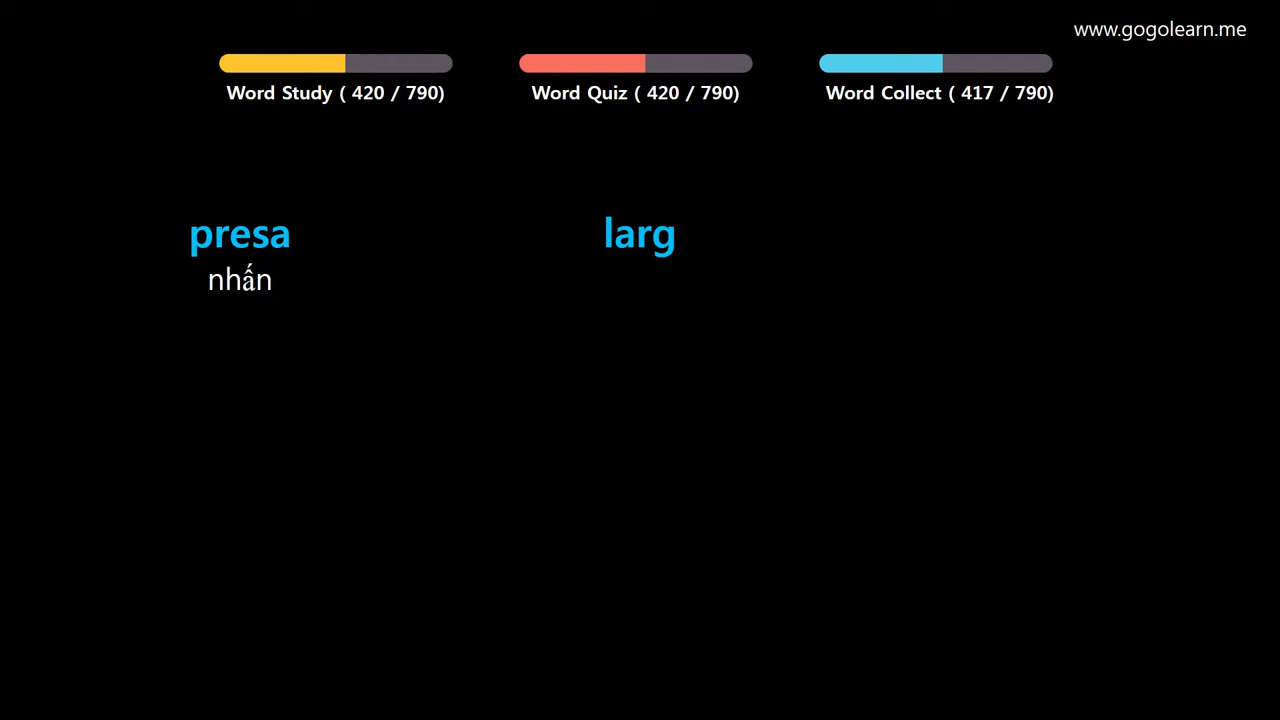 www.gogolearn.me
Word Study ( 420 / 790)
Word Quiz ( 420 / 790)
Word Collect ( 417 / 790)
presa
larg
nhấn